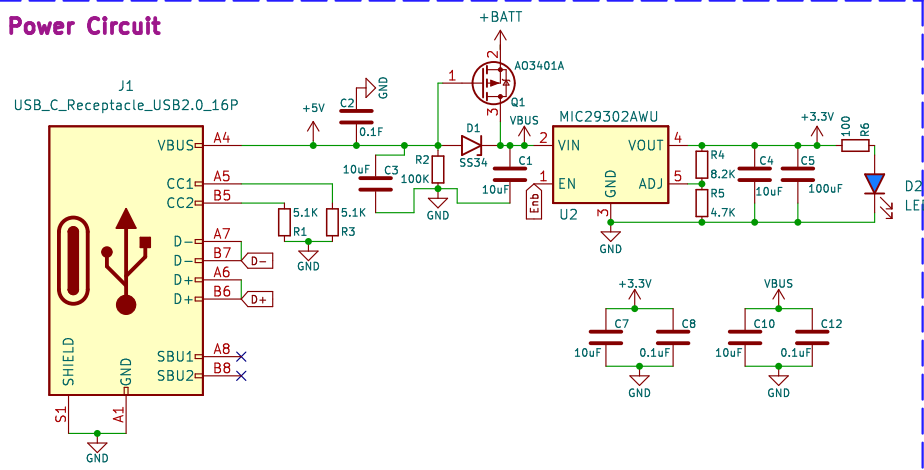 Power Circuit
+BATT
J1
USB_C_Receptacle_USB2.0_16P
C2
GND
0.1F
+5V
1
2
AO3401A
3
Q1
VBUS
D1
SS34
MIC29302AWU
VBUS
A4
CC1
A5
CC2
B5
D-
A7
D-
B7
D-
D+
A6
D+
B6
D+
SBU1
A8
SBU2
B8
SHIELD
GND
S1
A1
GND
5.1K
R1
5.1K
R3
GND
10uF
C3
R2
100K
GND
C1
10uF
2
VIN
VOUT
4
1
EN
GND
ADJ
5
Enb
U2
3
GND
R4
8.2K
R5
4.7K
C4
10uF
C5
100uF
+3.3V
100
R6
D2
LE
+3.3V
C7
10uF
C8
0.1uF
GND
VBUS
C10
10uF
C12
0.1uF
GND